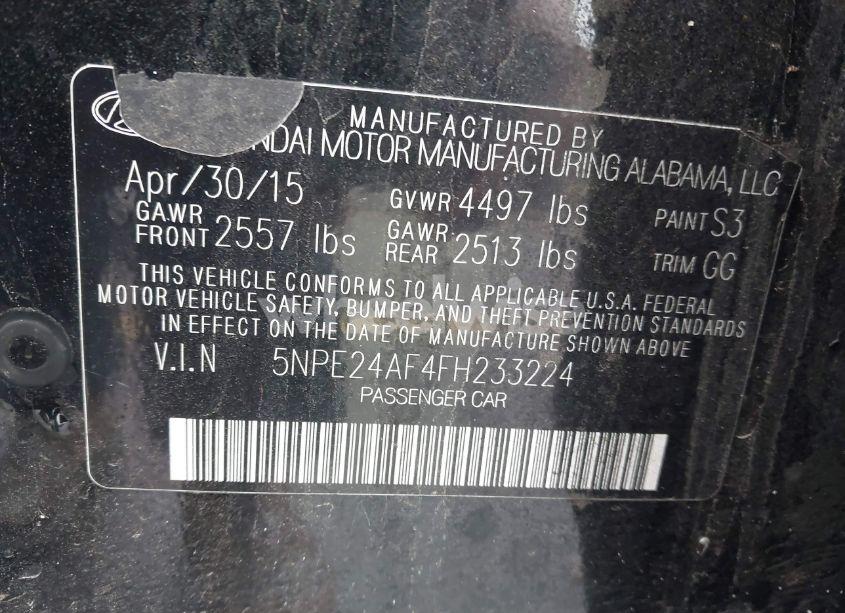 MANUFACTURED BY
NDAI MOTOR MANUFACTURING ALABAMA, LLC
Apr/30/15 GVWR 4497 lbs PAINT S3
GAWR FRONT 2557 lbs GAWR REAR 2513 lbs TRIM GG
THIS VEHICLE CONFORMS TO ALL APPLICABLE U.S.A. FEDERAL
MOTOR VEHICLE SAFETY, BUMPER, AND THEFT PREVENTION STANDARDS
IN EFFECT ON THE DATE OF MANUFACTURE SHOWN ABOVE
V.I.N 5NPE24AF4FH233224
PASSENGER CAR